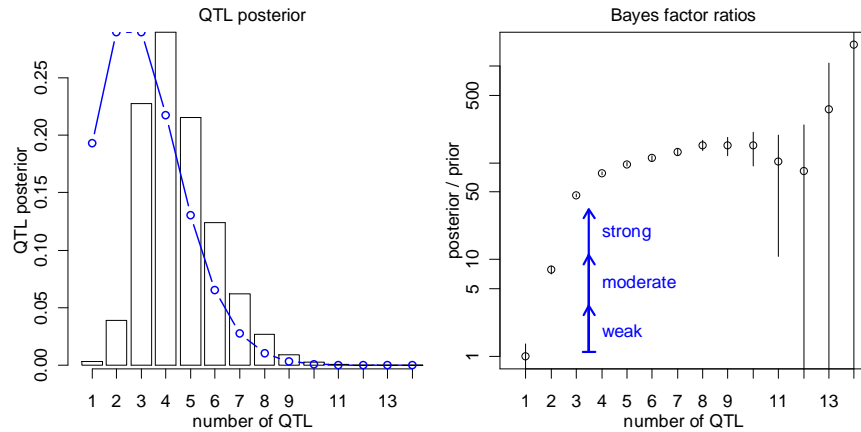 QTL posterior
QTL posterior
0.00 0.05 0.10 0.15 0.20 0.25
1 2 3 4 5 6 7 8 9 11 13
number of QTL
Bayes factor ratios
posterior / prior
1 5 10 50 500
strong
moderate
weak
1 2 3 4 5 6 7 8 9 11 13
number of QTL